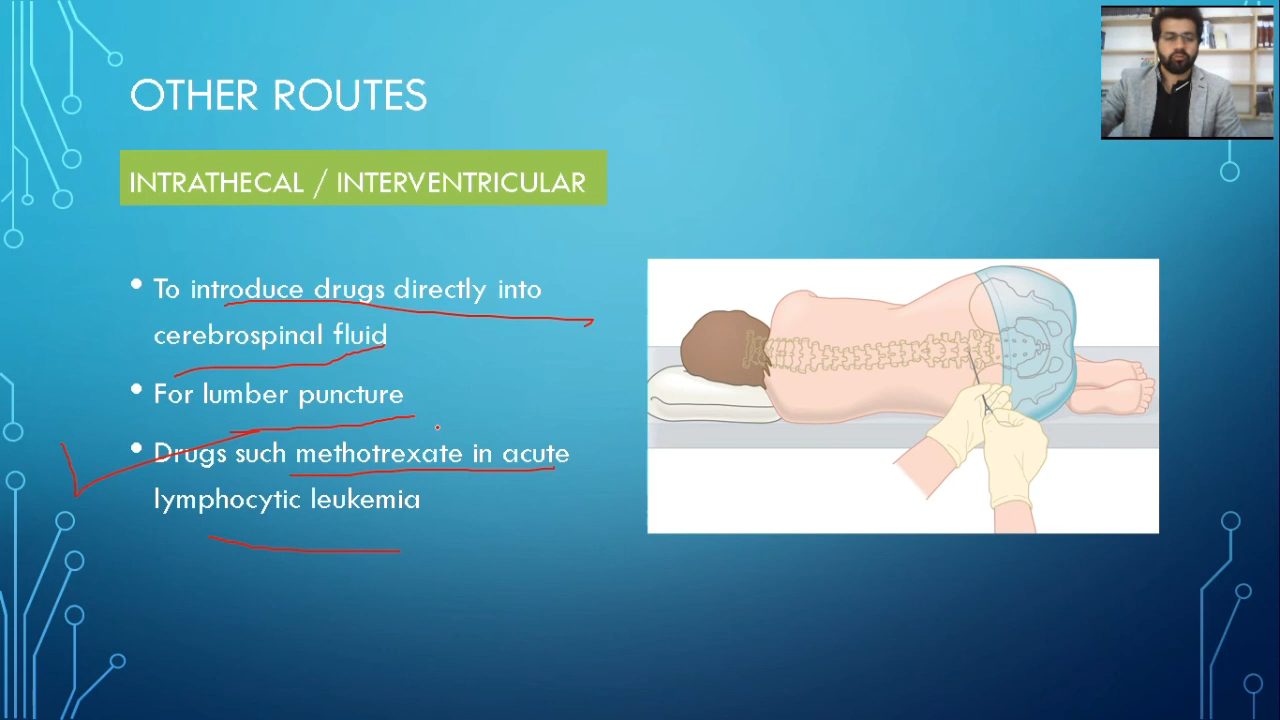 OTHER ROUTES
INTRATHECAL / INTERVENTRICULAR
• To introduce drugs directly into
cerebrospinal fluid
• For lumber puncture
• Drugs such methotrexate in acute
lymphocytic leukemia